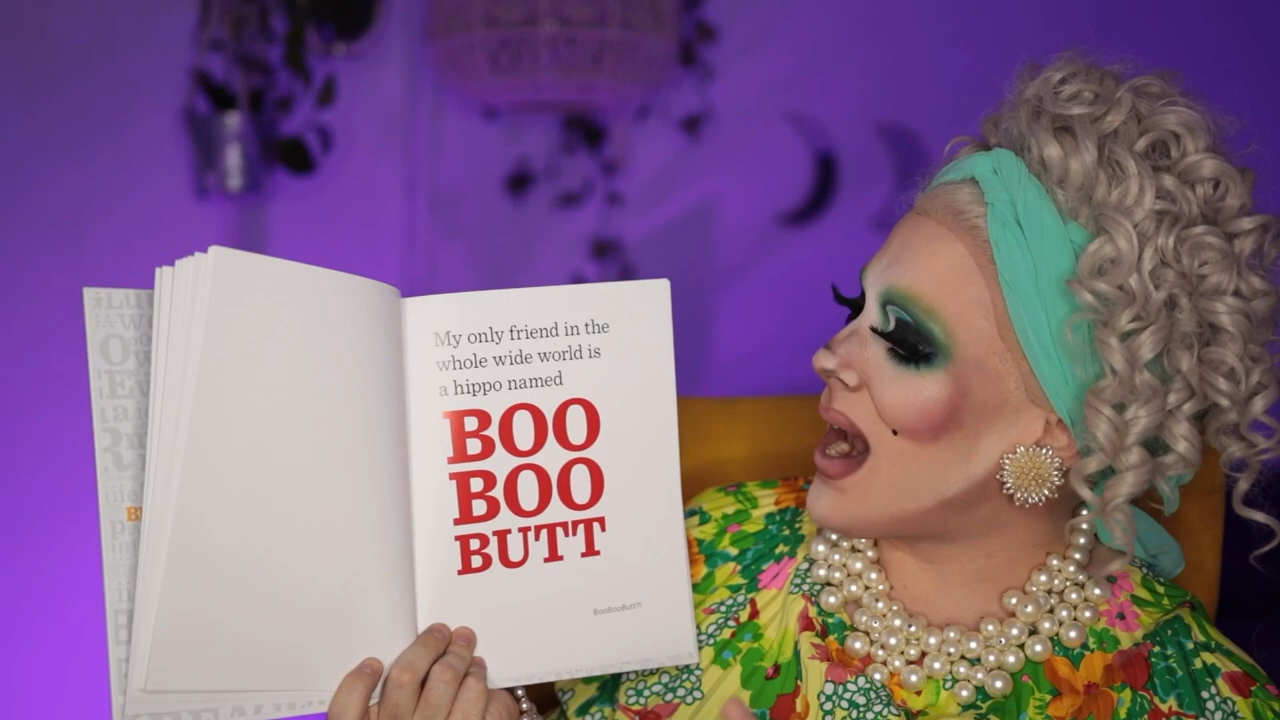 My only friend in the
whole wide world is
a hippo named
BOO
BOO
BUTT
BooBooButt?!